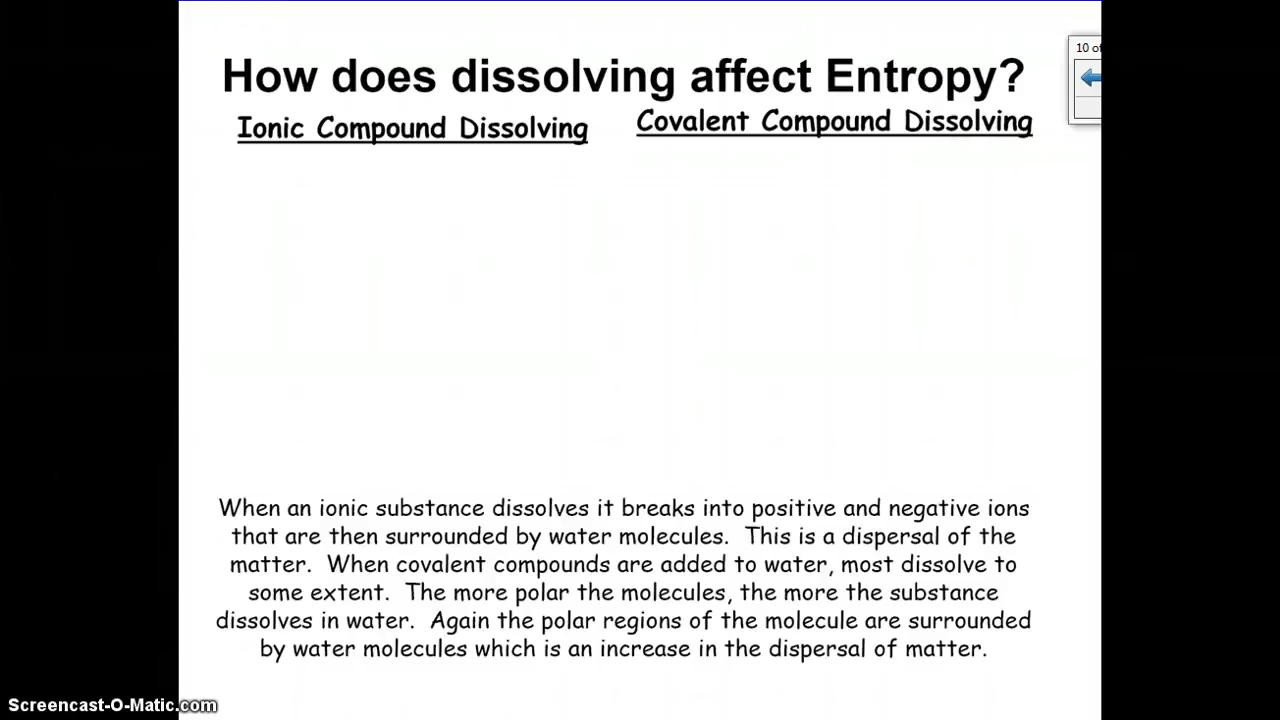 How does dissolving affect Entropy?
Ionic Compound Dissolving
Covalent Compound Dissolving
10 of
When an ionic substance dissolves it breaks into positive and negative ions
that are then surrounded by water molecules. This is a dispersal of the
matter. When covalent compounds are added to water, most dissolve to
some extent. The more polar the molecules, the more the substance
dissolves in water. Again the polar regions of the molecule are surrounded
by water molecules which is an increase in the dispersal of matter.
Screencast-O-Matic.com